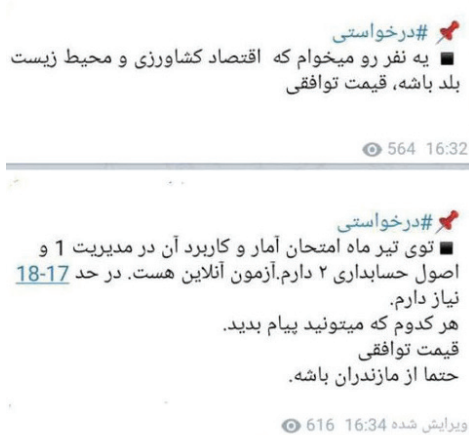 📌 #درخواستی
◼ یه نفر رو میخوام که اقتصاد کشاورزی و محیط زیست
بلد باشه، قیمت توافقی
564 16:32
📌 #درخواستی
◼ توی تیر ماه امتحان آمار و کاربرد آن در مدیریت 1 و
اصول حسابداری ۲ دارم.آزمون آنلاین هست. در حد 17-18
نیاز دارم.
هر کدوم که میتونید پیام بدید.
قیمت توافقی
حتما از مازندران باشه.
616 ویرایش شده 16:34